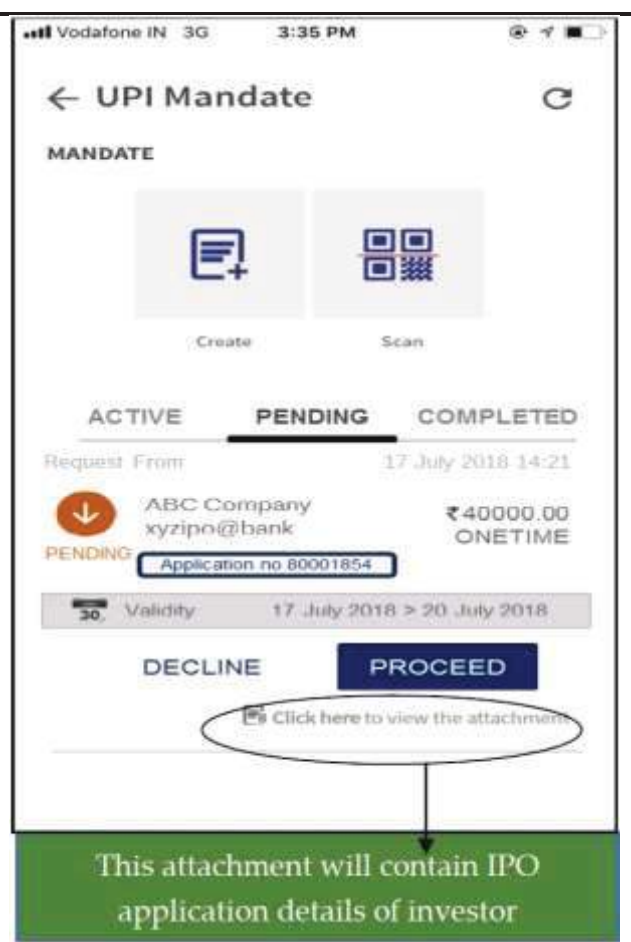 Vodafone IN 3G 3:35 PM
← UPI Mandate
MANDATE
Create Scan
ACTIVE PENDING COMPLETED
Request From 17 July 2018 14:21
ABC Company ₹40000.00
xyzipo@bank ONETIME
PENDING
Application no 80001854
30 Validity 17 July 2018 > 20 July 2018
DECLINE PROCEED
Click here to view the attachment
This attachment will contain IPO
application details of investor